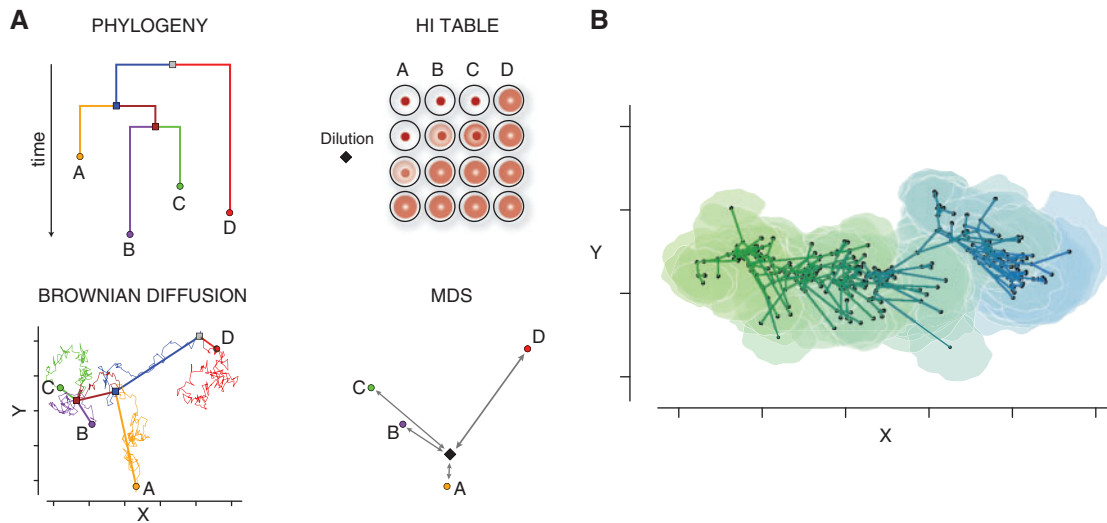 A
PHYLOGENY
time
A
B
C
D
HI TABLE
A B C D
Dilution
BROWNIAN DIFFUSION
Y
C
B
A
D
X
MDS
D
C
B
A
B
Y
X